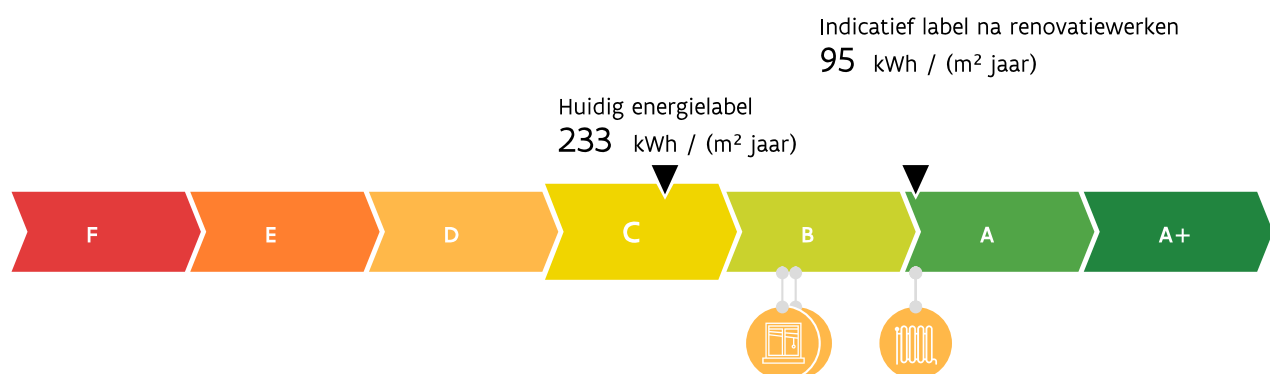 Indicatief label na renovatiewerken
95 kWh / (m² jaar)
Huidig energielabel
233 kWh / (m² jaar)
F E D C B A A+